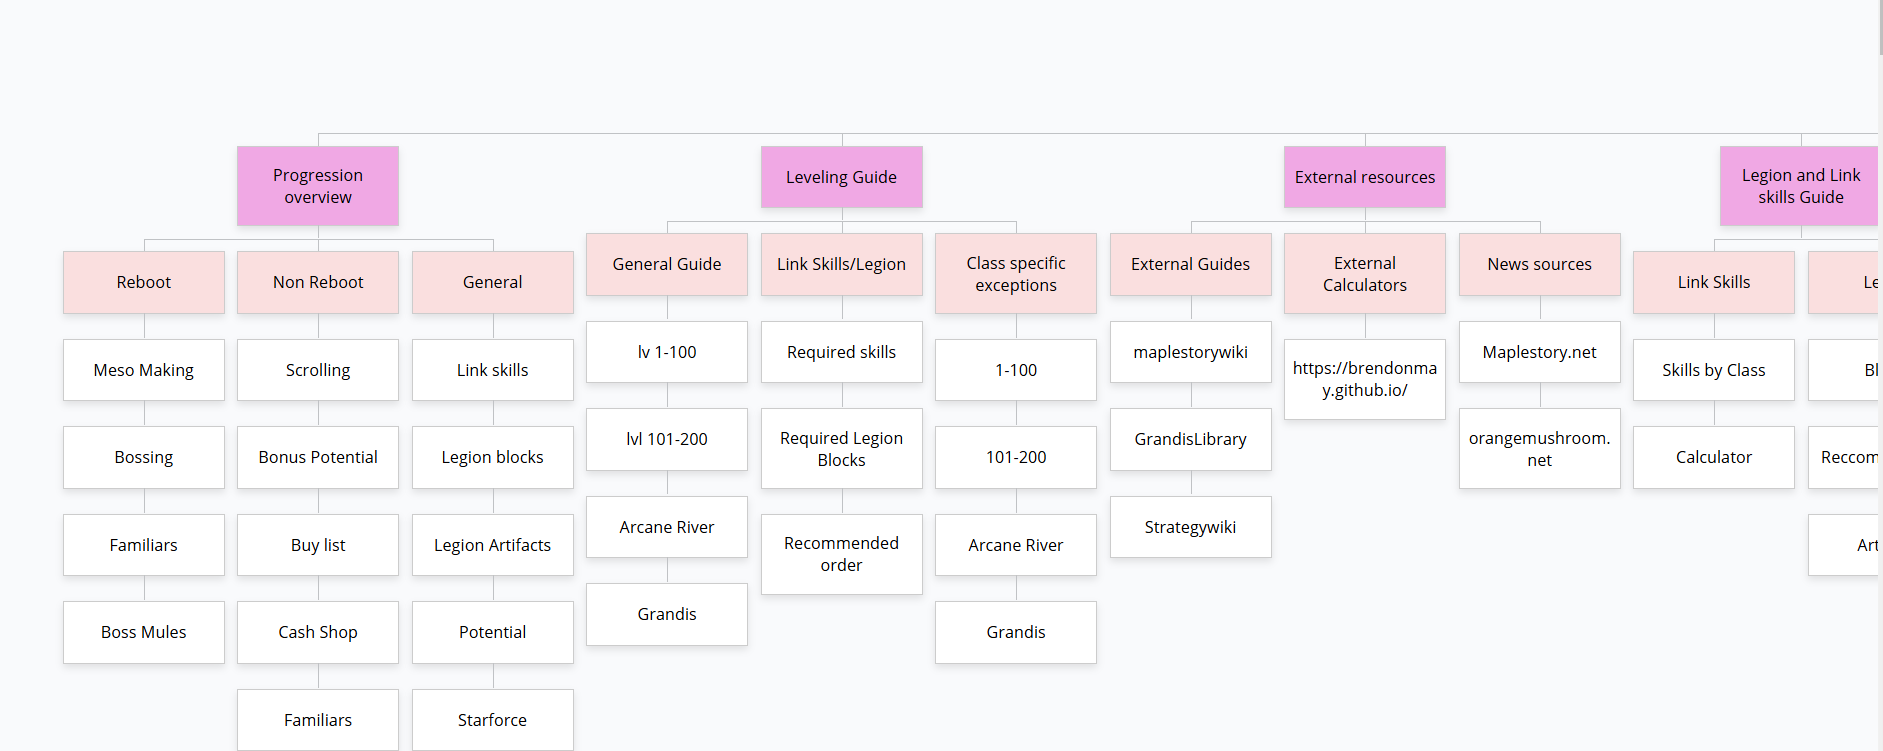 Progression
overview
Leveling Guide
External resources
Legion and Link
skills Guide
Reboot
Non Reboot
General
General Guide
Link Skills/Legion
Class specific
exceptions
External Guides
External
Calculators
News sources
Link Skills
Meso Making
Scrolling
Link skills
lv 1-100
Required skills
1-100
maplestorywiki
https://brendonma
y.github.io/
Maplestory.net
Skills by Class
Bossing
Bonus Potential
Legion blocks
lvl 101-200
Required Legion
Blocks
101-200
GrandisLibrary
orangemushroom.
net
Calculator
Familiars
Buy list
Legion Artifacts
Arcane River
Recommended
order
Arcane River
Strategywiki
Boss Mules
Cash Shop
Potential
Grandis
Grandis
Familiars
Starforce